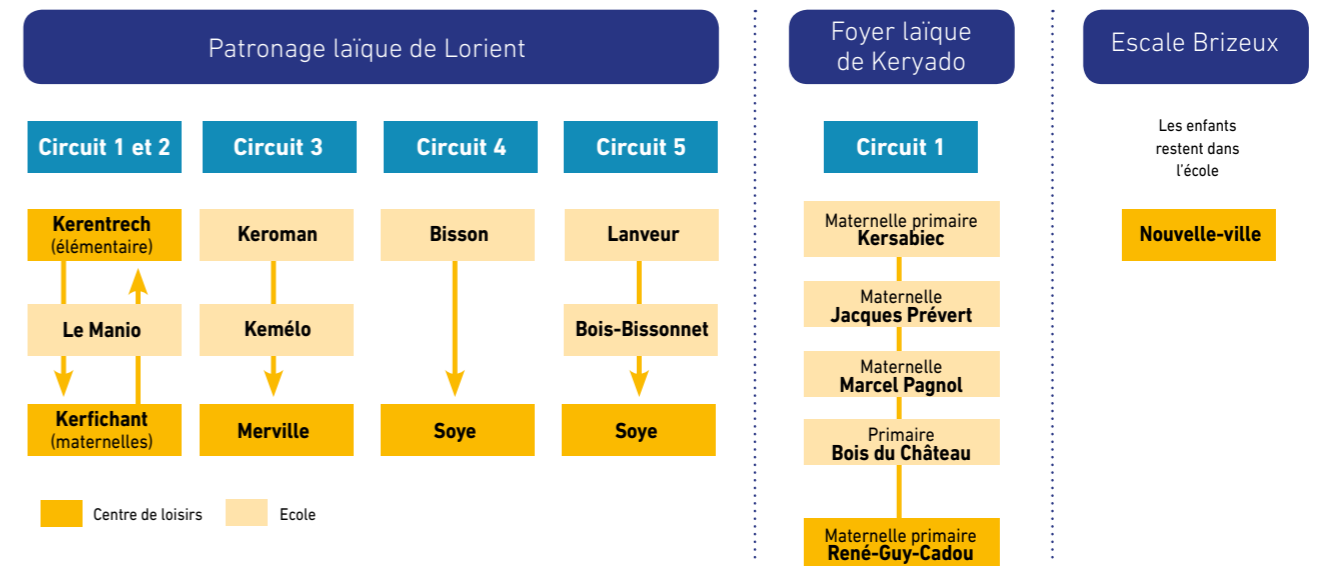 Patronage laïque de Lorient
Circuit 1 et 2
Kerentrech
(élémentaire)
Le Manio
Kerfichant
(maternelles)
Circuit 3
Keroman
Kemélo
Merville
Circuit 4
Bisson
Soye
Circuit 5
Lanveur
Bois-Bissonnet
Soye
Centre de loisirs
Ecole
Foyer laïque
de Keryado
Circuit 1
Maternelle primaire
Kersabiec
Maternelle
Jacques Prévert
Maternelle
Marcel Pagnol
Primaire
Bois du Château
Maternelle primaire
René-Guy-Cadou
Escale Brizeux
Les enfants
restent dans
l'école
Nouvelle-ville